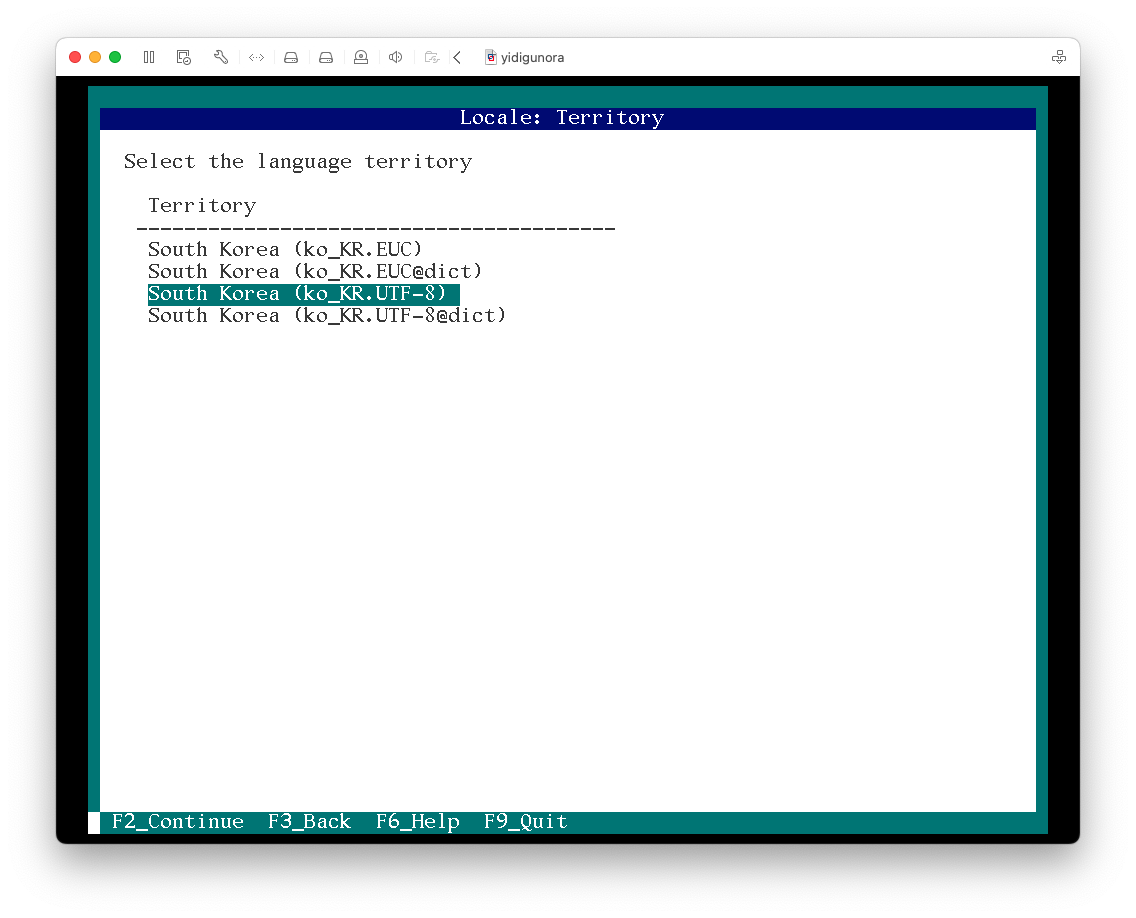 yidigunora
Locale: Territory
Select the language territory
Territory
----------------------------------------
South Korea (ko_KR.EUC)
South Korea (ko_KR.EUC@dict)
South Korea (ko_KR.UTF-8)
South Korea (ko_KR.UTF-8@dict)
F2_Continue  F3_Back  F6_Help  F9_Quit